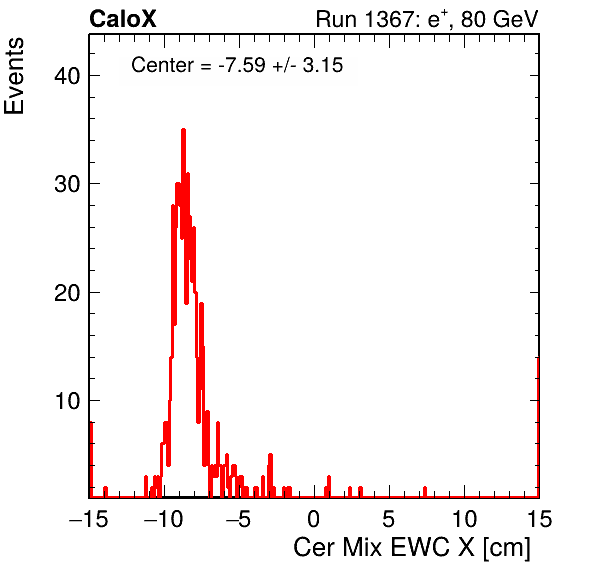 CaloX Run 1367: e⁺, 80 GeV
Events
Center = -7.59 +/- 3.15
40
30
20
10
−15 −10 −5 0 5 10 15
Cer Mix EWC X [cm]